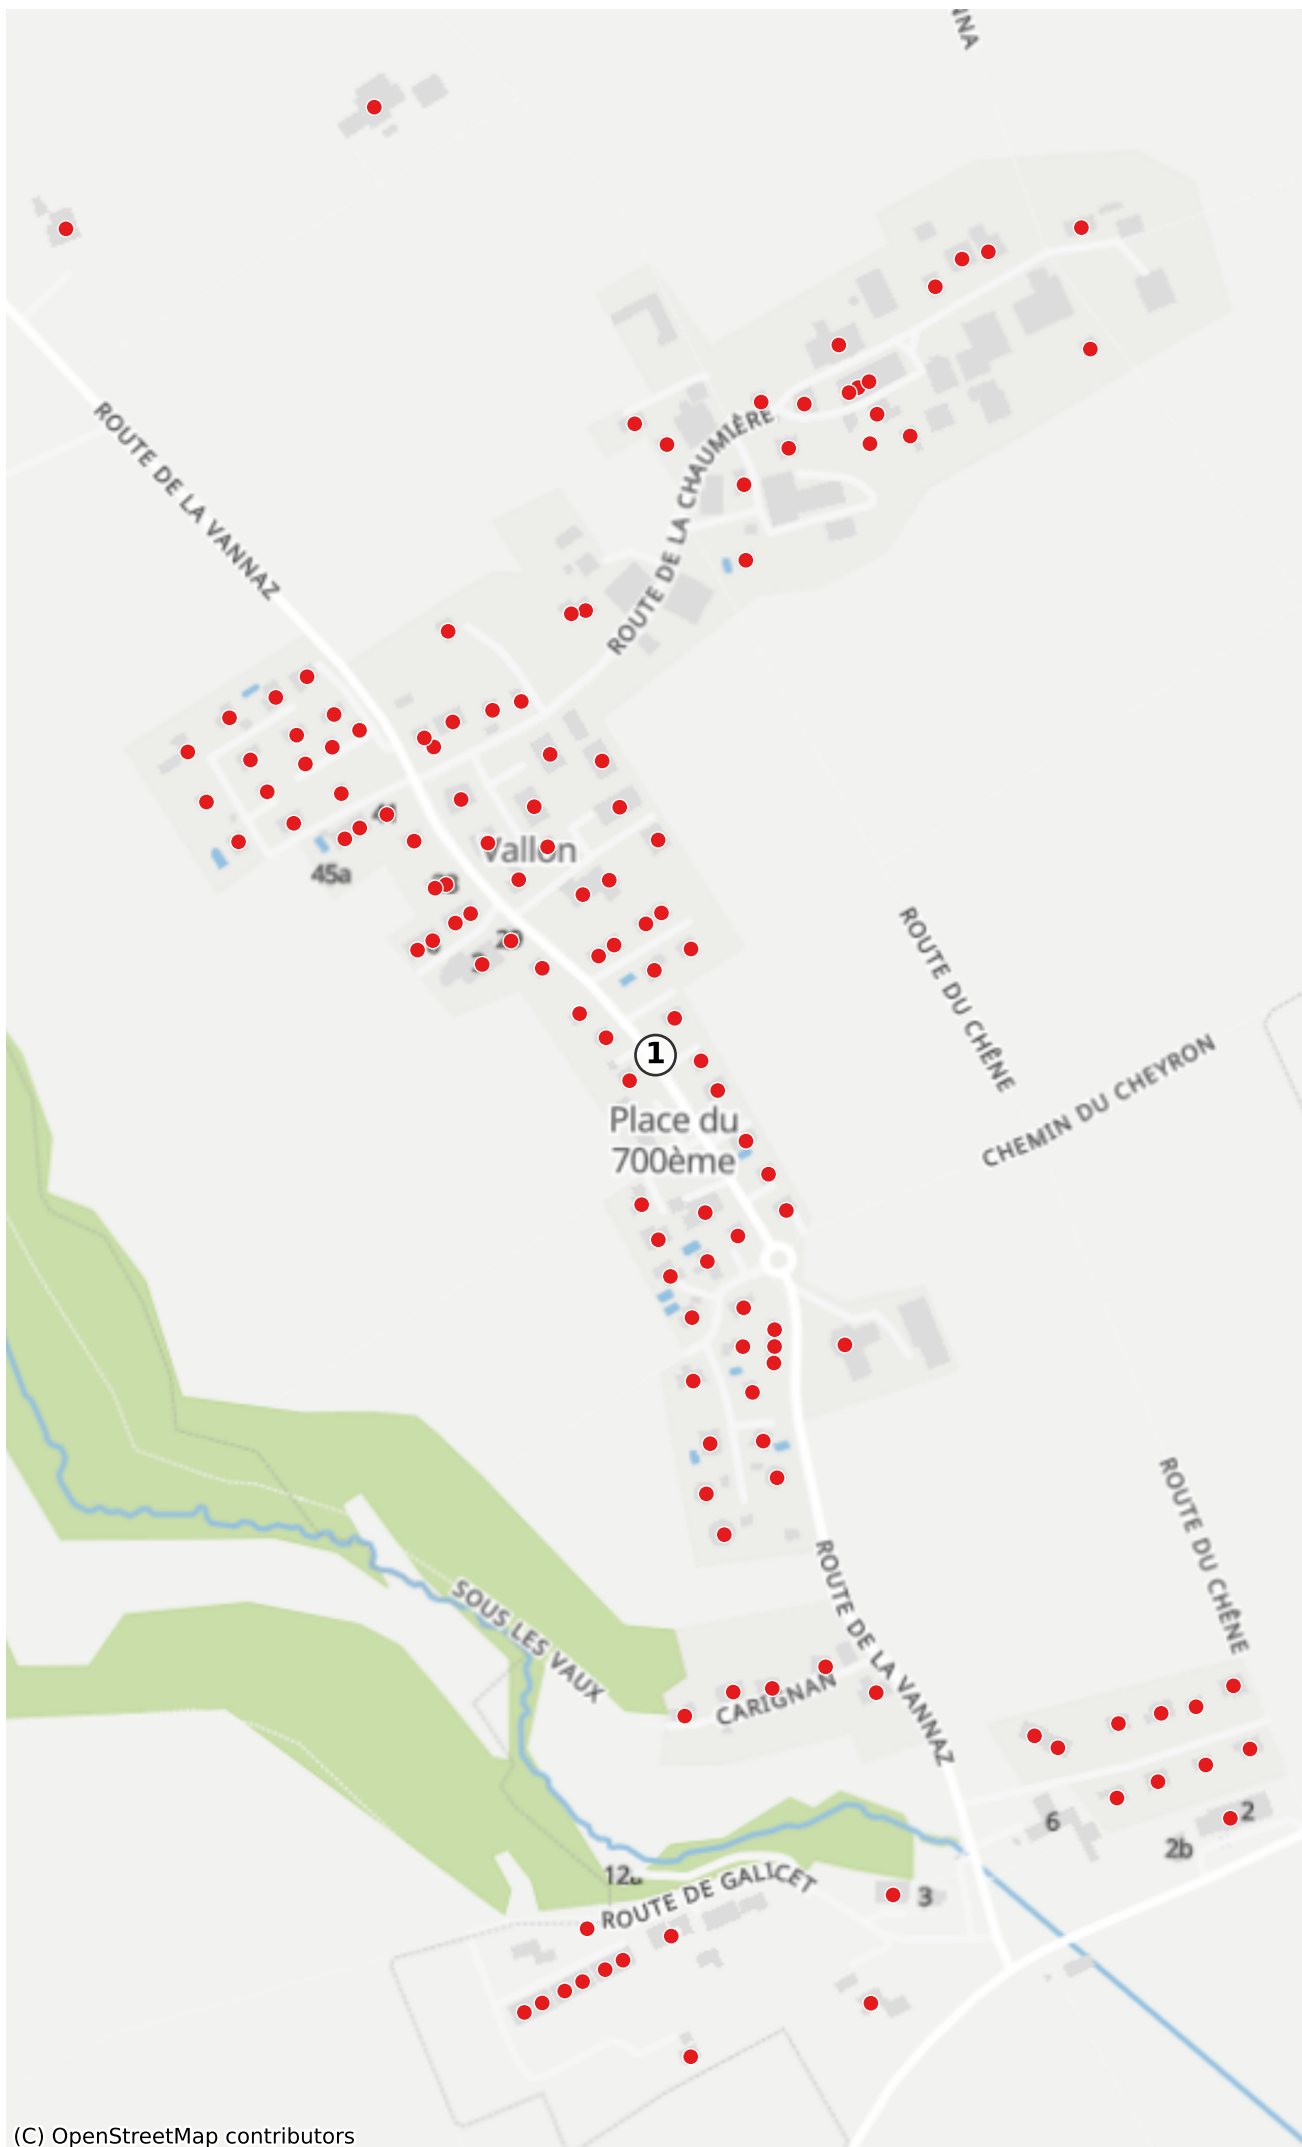 NNA
ROUTE DE LA VANNAZ
ROUTE DE LA CHAUMIÈRE
Vallon
45a
ROUTE DU CHÊNE
CHEMIN DU CHEYRON
1
Place du
700ème
ROUTE DU CHÊNE
SOUS LES VAUX
ROUTE DE LA VANNAZ
CARIGNAN
6
2
2b
ROUTE DE GALICET
3
(C) OpenStreetMap contributors